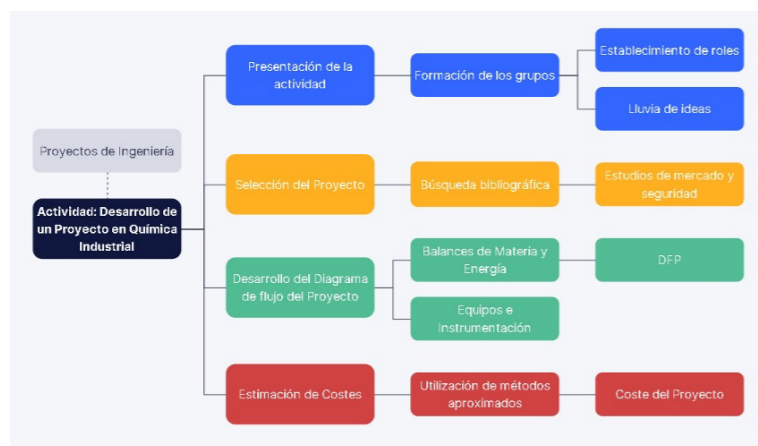 Proyectos de Ingeniería
Actividad: Desarrollo de
un Proyecto en Química
Industrial
Presentación de la
actividad
Formación de los grupos
Establecimiento de roles
Lluvia de ideas
Selección del Proyecto
Búsqueda bibliográfica
Estudios de mercado y
seguridad
Desarrollo del Diagrama
de flujo del Proyecto
Balances de Materia y
Energía
DFP
Equipos e
Instrumentación
Estimación de Costes
Utilización de métodos
aproximados
Coste del Proyecto